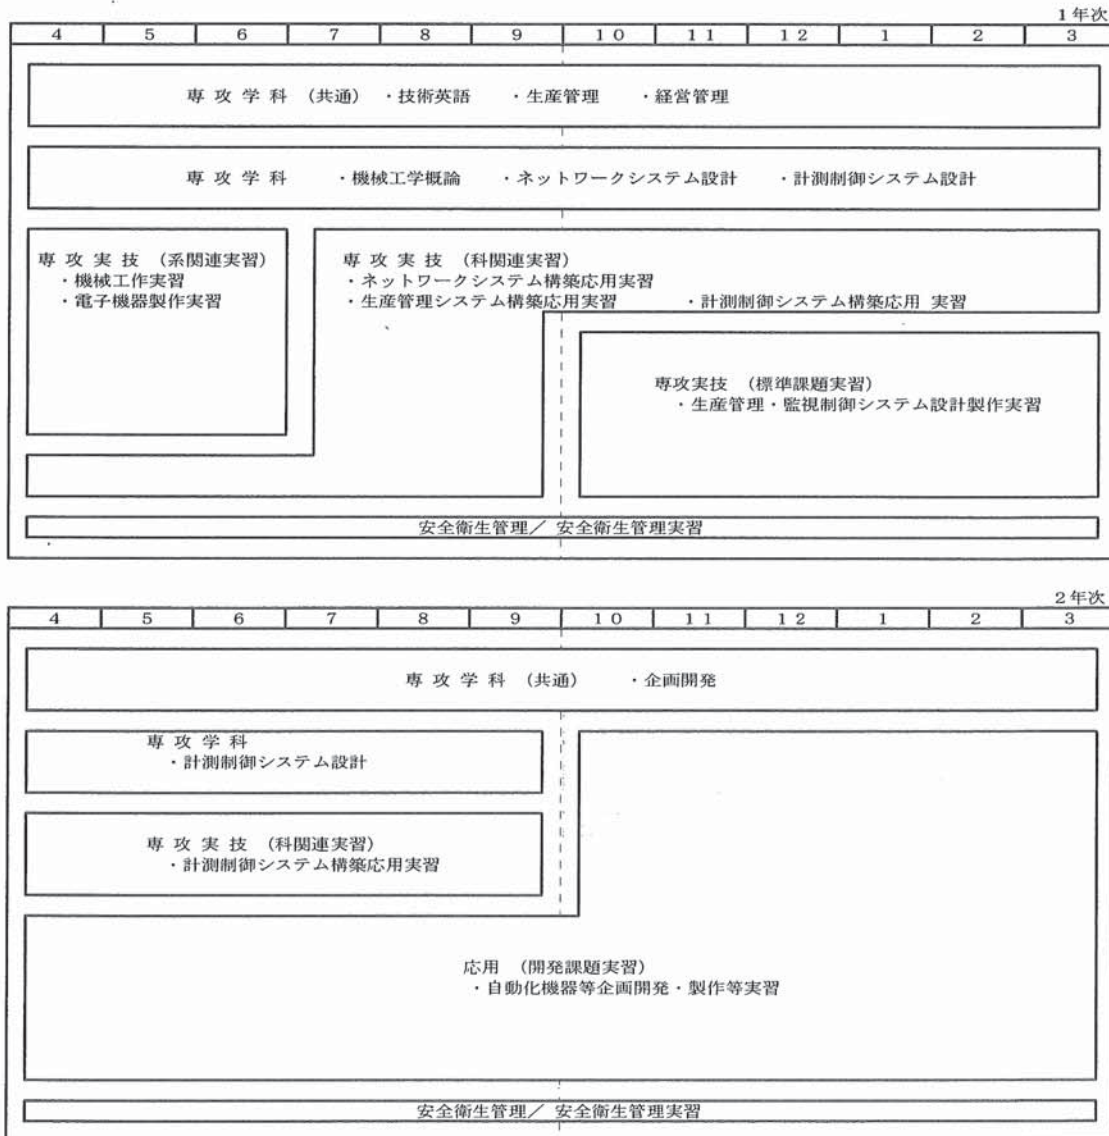 1年次
4 5 6 7 8 9 10 11 12 1 2 3
専攻学科 (共通) ・技術英語 ・生産管理 ・経営管理
専攻学科 ・機械工学概論 ・ネットワークシステム設計 ・計測制御システム設計
専攻実技 (系関連実習)
・機械工作実習
・電子機器製作実習
専攻実技 (科関連実習)
・ネットワークシステム構築応用実習
・生産管理システム構築応用実習 ・計測制御システム構築応用 実習
専攻実技 (標準課題実習)
・生産管理・監視制御システム設計製作実習
安全衛生管理/ 安全衛生管理実習
2年次
4 5 6 7 8 9 10 11 12 1 2 3
専攻学科 (共通) ・企画開発
専攻学科
・計測制御システム設計
専攻実技 (科関連実習)
・計測制御システム構築応用実習
応用 (開発課題実習)
・自動化機器等企画開発・製作等実習
安全衛生管理/ 安全衛生管理実習